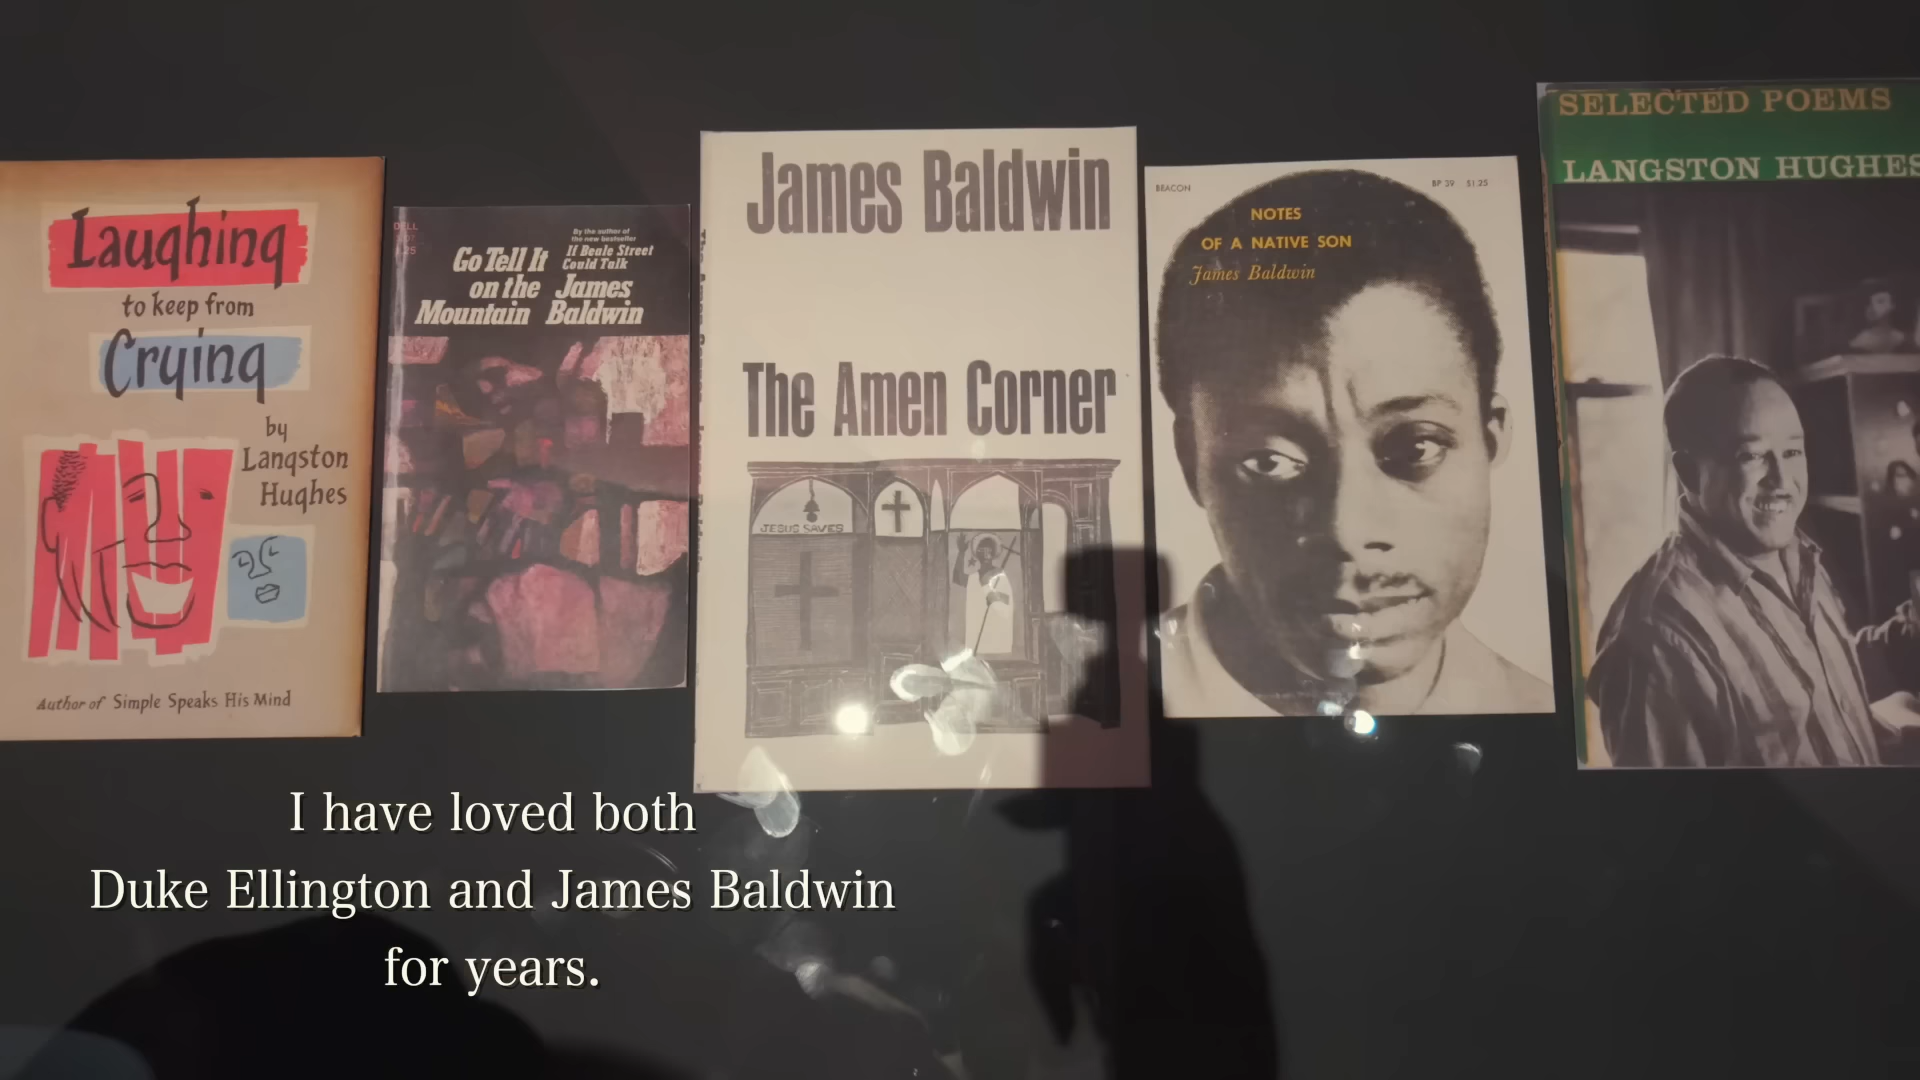 Laughing
to keep from
Crying
by
Langston
Hughes
Author of Simple Speaks His Mind
DELL
By the author of
the new bestseller
If Beale Street
Could Talk
Go Tell It
on the
Mountain
James
Baldwin
James Baldwin
The Amen Corner
JESUS SAVES
BEACON
BP 39 $1.25
NOTES
OF A NATIVE SON
James Baldwin
SELECTED POEMS
LANGSTON HUGHES
I have loved both
Duke Ellington and James Baldwin
for years.